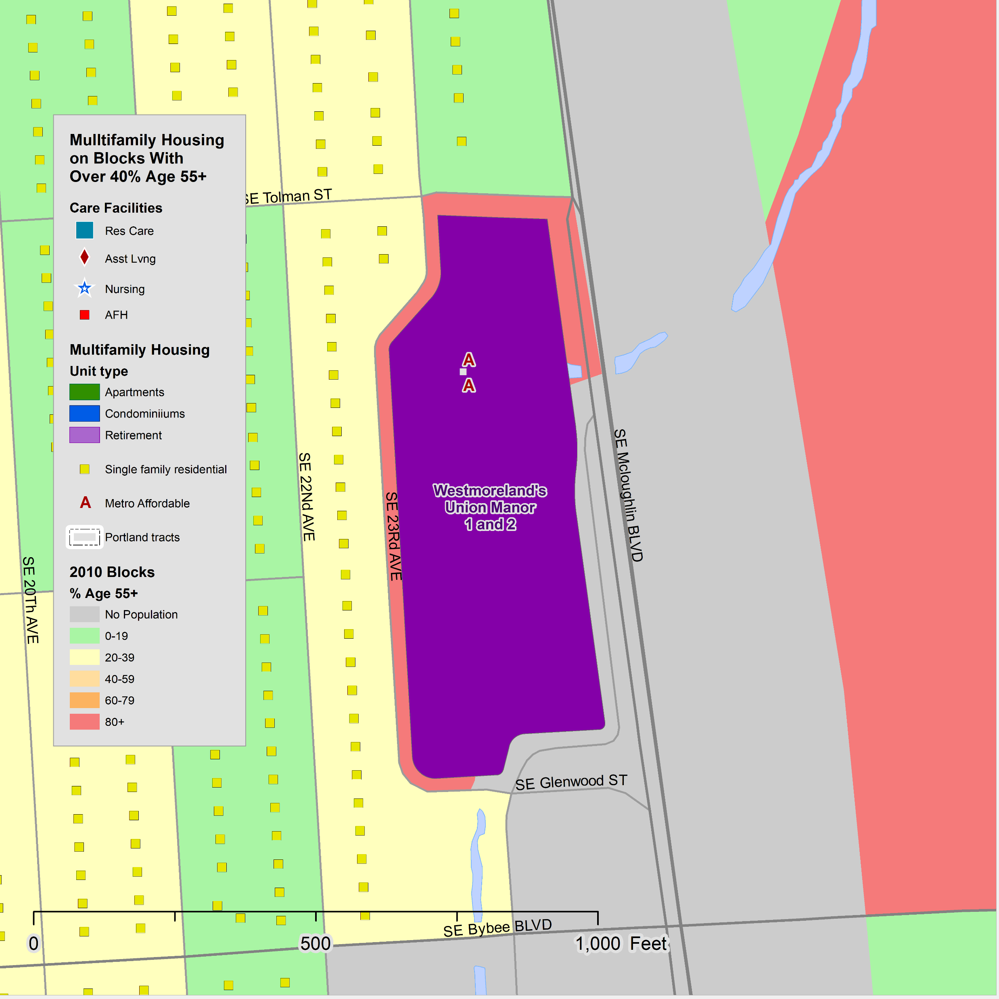 Mulltifamily Housing
on Blocks With
Over 40% Age 55+
Care Facilities
Res Care
Asst Lvng
Nursing
AFH
Multifamily Housing
Unit type
Apartments
Condominiiums
Retirement
Single family residential
A Metro Affordable
Portland tracts
2010 Blocks
% Age 55+
No Population
0-19
20-39
40-59
60-79
80+
SE Tolman ST
A
A
Westmoreland's
Union Manor
1 and 2
SE 20Th AVE
SE 22Nd AVE
SE 23Rd AVE
SE Mcloughlin BLVD
SE Glenwood ST
SE Bybee BLVD
0 500 1,000 Feet